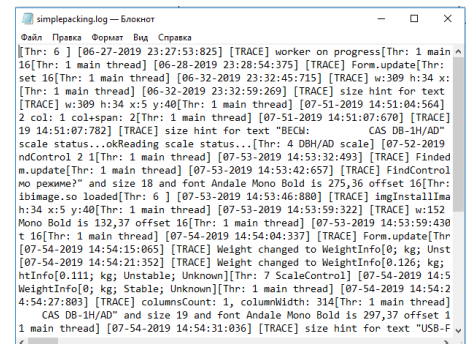 simplepacking.log — Блокнот
Файл Правка Формат Вид Справка
[Thr: 6 ] [06-27-2019 23:27:53:825] [TRACE] worker on progress[Thr: 1 main
16[Thr: 1 main thread] [06-28-2019 23:28:54:375] [TRACE] Form.update[Thr:
set 16[Thr: 1 main thread] [06-32-2019 23:32:45:715] [TRACE] w:309 h:34 x:
[Thr: 1 main thread] [06-32-2019 23:32:59:269] [TRACE] size hint for text
[TRACE] w:309 h:34 x:5 y:40[Thr: 1 main thread] [07-51-2019 14:51:04:564]
2 col: 1 col+span: 2[Thr: 1 main thread] [07-51-2019 14:51:07:670] [TRACE]
19 14:51:07:782] [TRACE] size hint for text "ВЕСЫ: CAS DB-1H/AD"
scale status...okReading scale status...[Thr: 4 DBH/AD scale] [07-52-2019
ndControl 2 1[Thr: 1 main thread] [07-53-2019 14:53:32:493] [TRACE] Finded
m.update[Thr: 1 main thread] [07-53-2019 14:53:42:657] [TRACE] FindControl
мо режиме?" and size 18 and font Andale Mono Bold is 275,36 offset 16[Thr:
ibimage.so loaded[Thr: 6 ] [07-53-2019 14:53:46:880] [TRACE] imgInstallIma
h:34 x:5 y:40[Thr: 1 main thread] [07-53-2019 14:53:59:322] [TRACE] w:152
Mono Bold is 132,37 offset 16[Thr: 1 main thread] [07-53-2019 14:53:59:430
t 16[Thr: 1 main thread] [07-54-2019 14:54:04:337] [TRACE] Form.update[Thr
[07-54-2019 14:54:15:065] [TRACE] Weight changed to WeightInfo[0; kg; Unst
[07-54-2019 14:54:21:352] [TRACE] Weight changed to WeightInfo[0.126; kg;
htInfo[0.111; kg; Unstable; Unknown][Thr: 7 ScaleControl] [07-54-2019 14:5
WeightInfo[0; kg; Stable; Unknown][Thr: 1 main thread] [07-54-2019 14:54:2
4:54:27:803] [TRACE] columnsCount: 1, columnWidth: 314[Thr: 1 main thread]
CAS DB-1H/AD" and size 19 and font Andale Mono Bold is 297,37 offset 1
1 main thread] [07-54-2019 14:54:31:036] [TRACE] size hint for text "USB-F